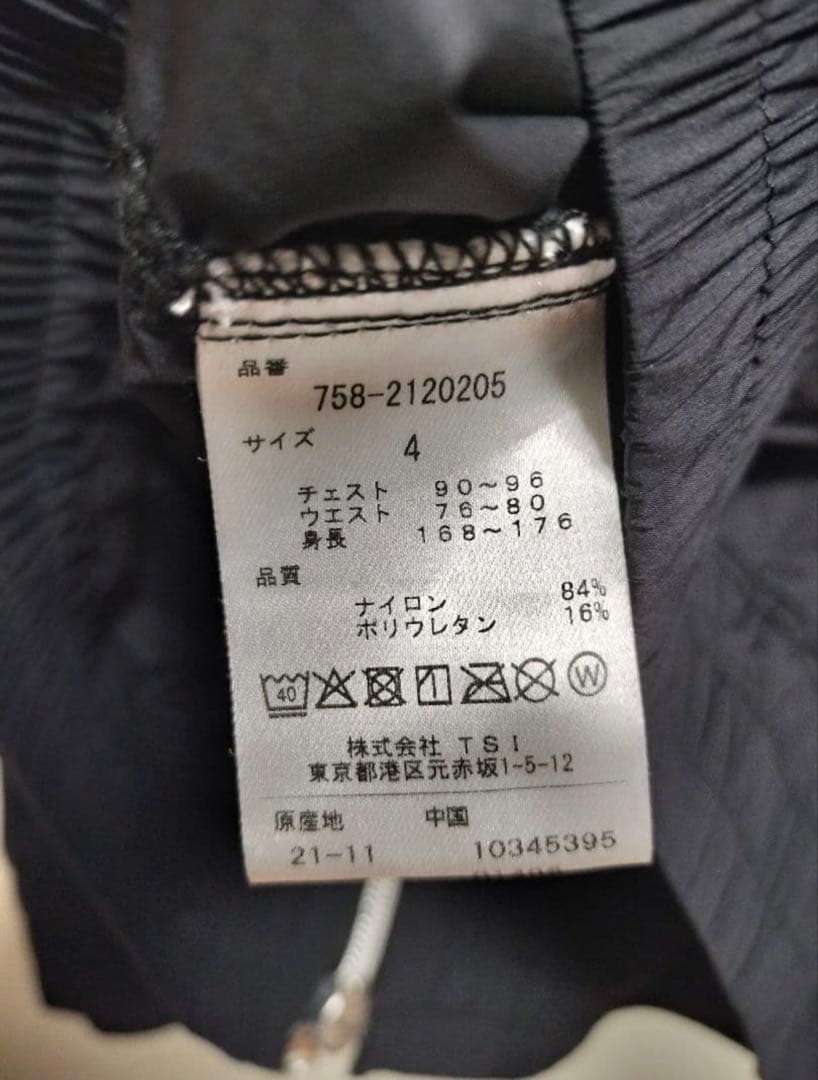 品番
758-2120205
サイズ 4
チェスト 90~96
ウエスト 76~80
身長 168~176
品質
ナイロン 84%
ポリウレタン 16%
40 W
株式会社 TSI
東京都港区元赤坂1-5-12
原産地 中国
21-11 10345395